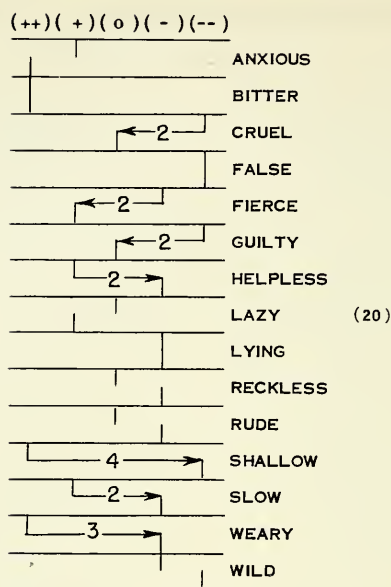 (++)(+)(o)(-)(--)
ANXIOUS
BITTER
2 CRUEL
FALSE
2 FIERCE
2 GUILTY
2 HELPLESS
LAZY (20)
LYING
RECKLESS
RUDE
4 SHALLOW
2 SLOW
3 WEARY
WILD